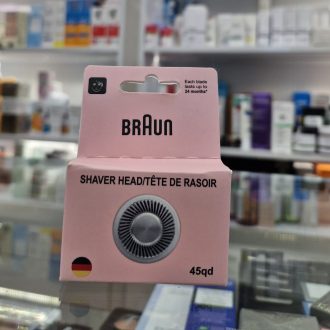 Each blade
lasts up to
24 months*
BRAUN
SHAVER HEAD/TÊTE DE RASOIR
45qd